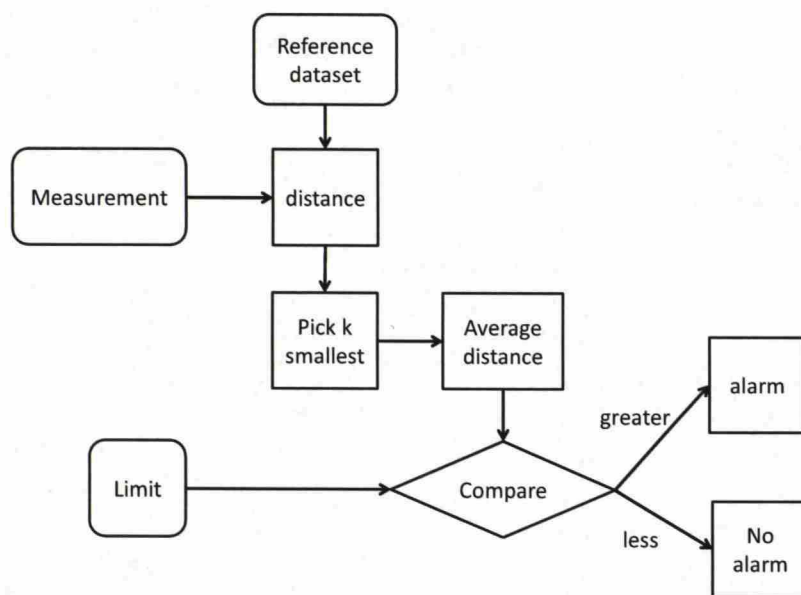 Reference
dataset
Measurement
distance
Pick k
smallest
Average
distance
alarm
greater
Limit
Compare
less
No
alarm